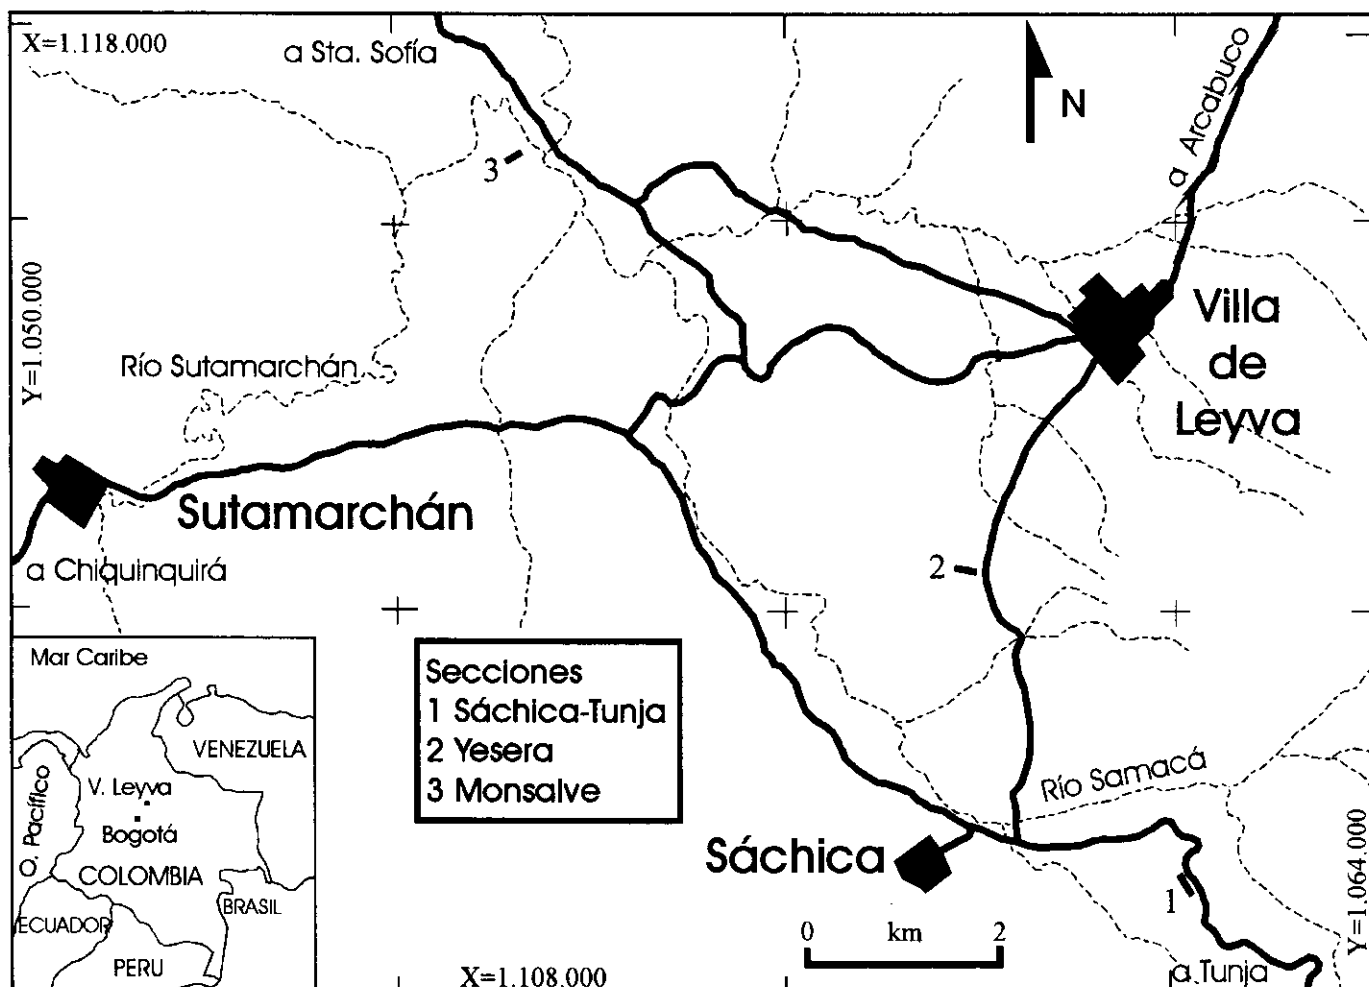 X=1.118.000
a Sta. Sofía
N
a Arcabuco
3
Y=1.050.000
Río Sutamarchán
Villa
de
Leyva
Sutamarchán
a Chiquinquirá
2
Mar Caribe
VENEZUELA
O. Pacífico
V. Leyva
Bogotá
COLOMBIA
ECUADOR
BRASIL
PERU
Secciones
1 Sáchica-Tunja
2 Yesera
3 Monsalve
Río Samacá
Sáchica
1
Y=1.064.000
0 km 2
a Tunja
X=1.108.000